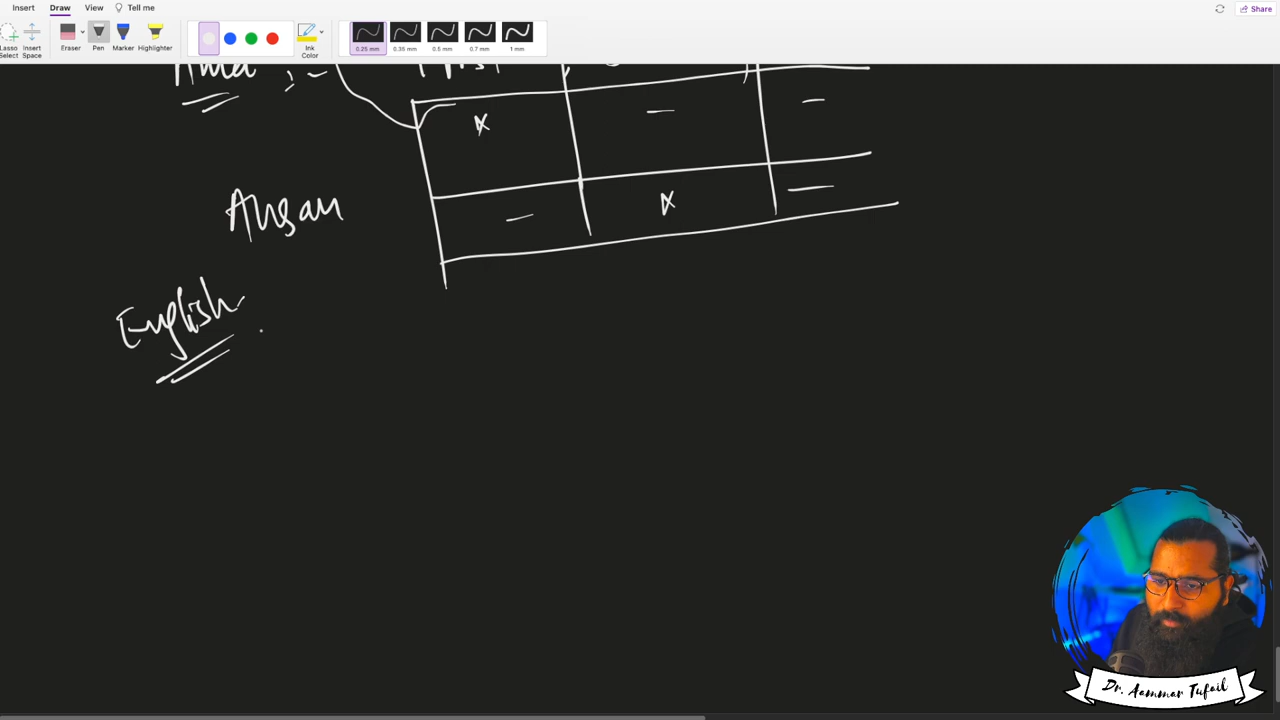 Insert Draw View Tell me Share
Lasso Select
Insert Space
Eraser
Pen
Marker
Highlighter
Ink Color
0.25 mm
0.35 mm
0.5 mm
0.7 mm
1 mm
x — —
Ahsan — x —
English
Dr. Aammar Tufail